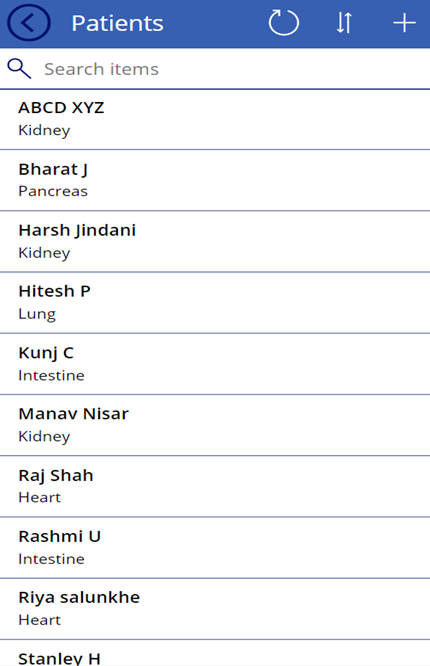 Patients
Search items
ABCD XYZ
Kidney
Bharat J
Pancreas
Harsh Jindani
Kidney
Hitesh P
Lung
Kunj C
Intestine
Manav Nisar
Kidney
Raj Shah
Heart
Rashmi U
Intestine
Riya salunkhe
Heart
Stanley H